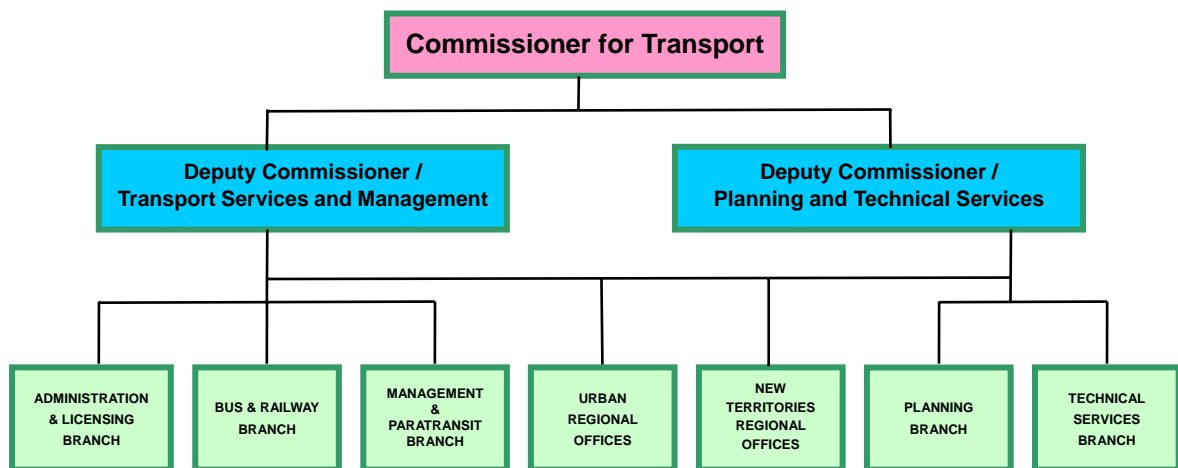 Commissioner for Transport
Deputy Commissioner /
Transport Services and Management
Deputy Commissioner /
Planning and Technical Services
ADMINISTRATION
& LICENSING
BRANCH
BUS & RAILWAY
BRANCH
MANAGEMENT
&
PARATRANSIT
BRANCH
URBAN
REGIONAL
OFFICES
NEW
TERRITORIES
REGIONAL
OFFICES
PLANNING
BRANCH
TECHNICAL
SERVICES
BRANCH